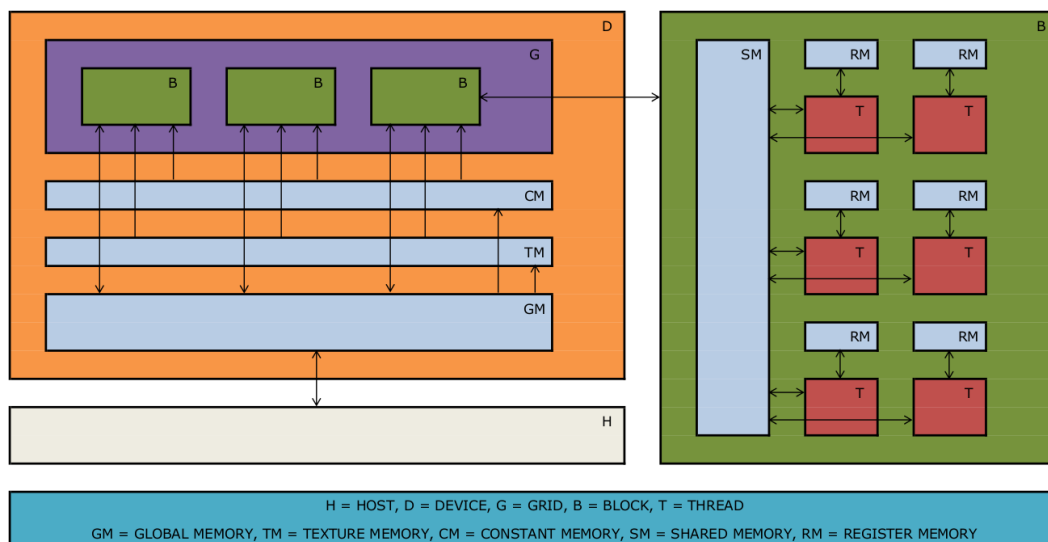 D
G
B
B
B
CM
TM
GM
H
B
SM
RM
RM
T
T
RM
RM
T
T
RM
RM
T
T
H = HOST, D = DEVICE, G = GRID, B = BLOCK, T = THREAD
GM = GLOBAL MEMORY, TM = TEXTURE MEMORY, CM = CONSTANT MEMORY, SM = SHARED MEMORY, RM = REGISTER MEMORY